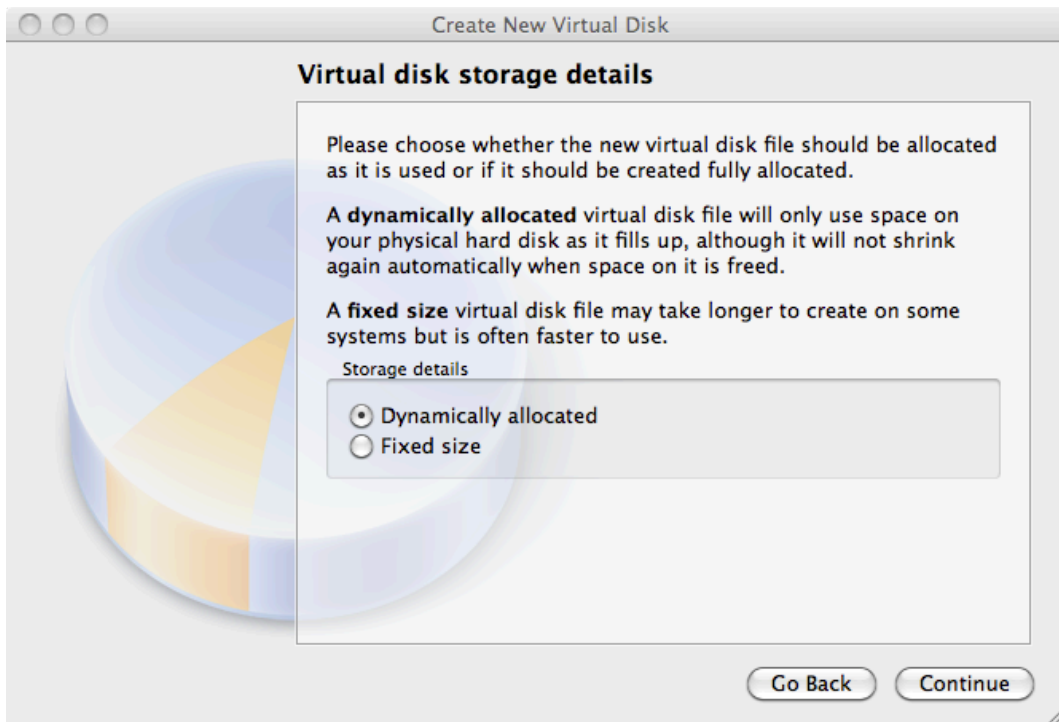 Create New Virtual Disk
Virtual disk storage details
Please choose whether the new virtual disk file should be allocated
as it is used or if it should be created fully allocated.
A dynamically allocated virtual disk file will only use space on
your physical hard disk as it fills up, although it will not shrink
again automatically when space on it is freed.
A fixed size virtual disk file may take longer to create on some
systems but is often faster to use.
Storage details
Dynamically allocated
Fixed size
Go Back Continue